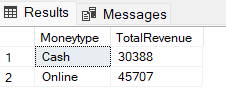 Results Messages
Moneytype TotalRevenue
1 Cash 30388
2 Online 45707